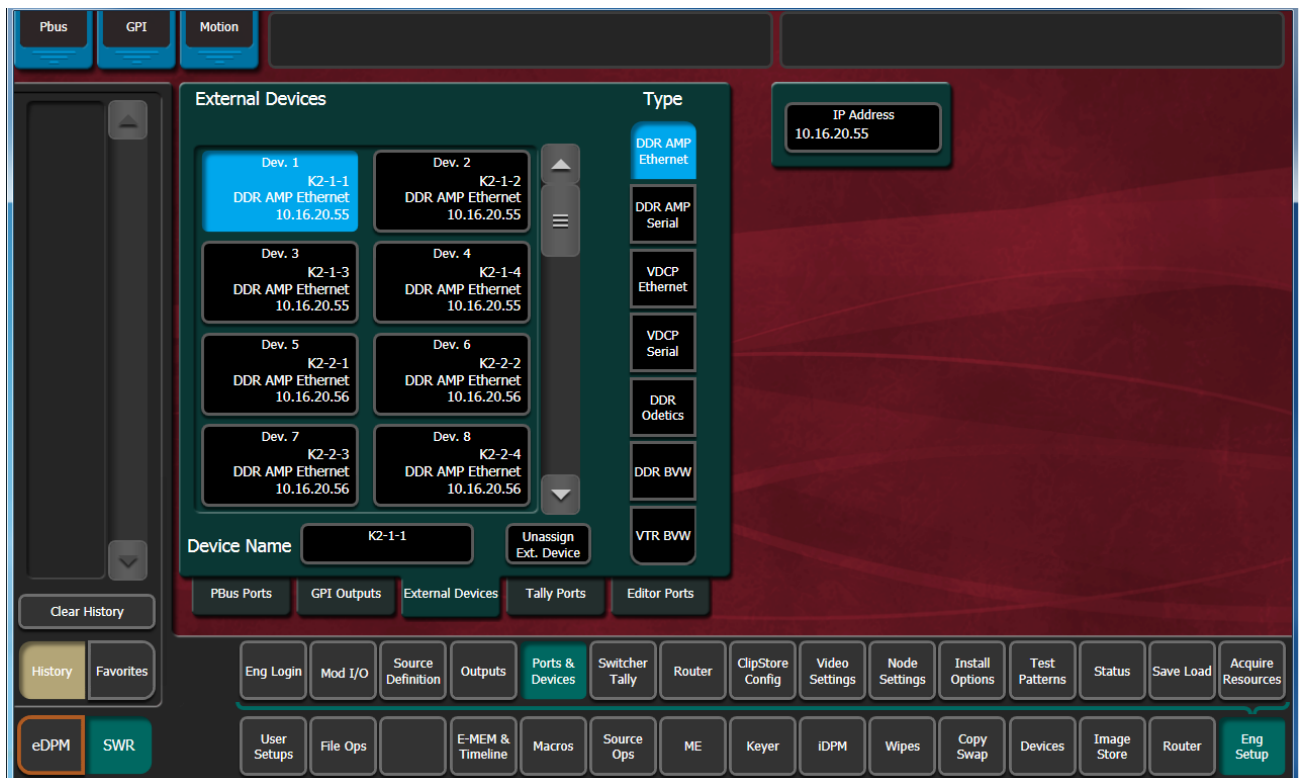 Pbus
GPI
Motion
External Devices
Type
IP Address
10.16.20.55
Dev. 1
K2-1-1
DDR AMP Ethernet
10.16.20.55
Dev. 2
K2-1-2
DDR AMP Ethernet
10.16.20.55
Dev. 3
K2-1-3
DDR AMP Ethernet
10.16.20.55
Dev. 4
K2-1-4
DDR AMP Ethernet
10.16.20.55
Dev. 5
K2-2-1
DDR AMP Ethernet
10.16.20.56
Dev. 6
K2-2-2
DDR AMP Ethernet
10.16.20.56
Dev. 7
K2-2-3
DDR AMP Ethernet
10.16.20.56
Dev. 8
K2-2-4
DDR AMP Ethernet
10.16.20.56
DDR AMP
Ethernet
DDR AMP
Serial
VDCP
Ethernet
VDCP
Serial
DDR
Odetics
DDR BVW
VTR BVW
Device Name
K2-1-1
Unassign
Ext. Device
PBus Ports
GPI Outputs
External Devices
Tally Ports
Editor Ports
Clear History
History
Favorites
Eng Login
Mod I/O
Source
Definition
Outputs
Ports &
Devices
Switcher
Tally
Router
ClipStore
Config
Video
Settings
Node
Settings
Install
Options
Test
Patterns
Status
Save Load
Acquire
Resources
eDPM
SWR
User
Setups
File Ops
E-MEM &
Timeline
Macros
Source
Ops
ME
Keyer
iDPM
Wipes
Copy
Swap
Devices
Image
Store
Router
Eng
Setup